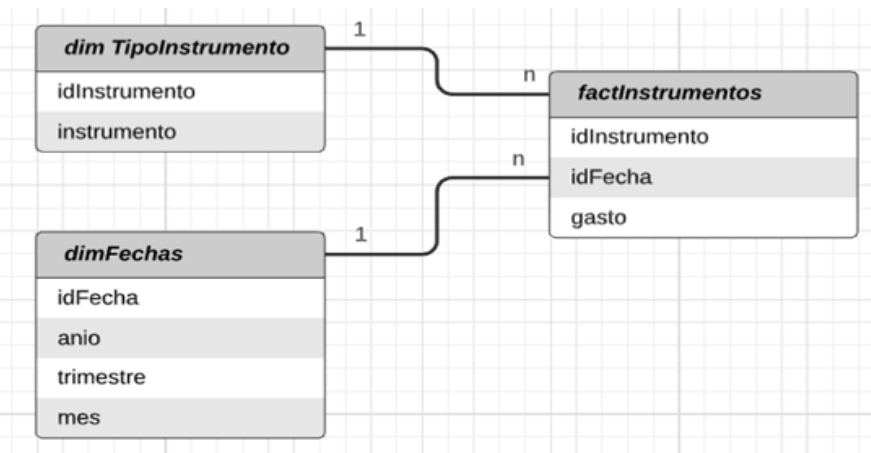 dim TipoInstrumento
idInstrumento
instrumento
1
n
factInstrumentos
idInstrumento
idFecha
gasto
n
1
dimFechas
idFecha
anio
trimestre
mes